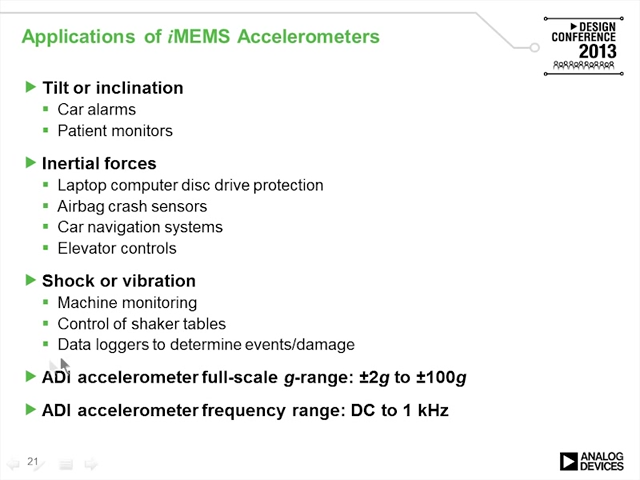 Applications of iMEMS Accelerometers
DESIGN
CONFERENCE
2013
Tilt or inclination
Car alarms
Patient monitors
Inertial forces
Laptop computer disc drive protection
Airbag crash sensors
Car navigation systems
Elevator controls
Shock or vibration
Machine monitoring
Control of shaker tables
Data loggers to determine events/damage
ADI accelerometer full-scale g-range: ±2g to ±100g
ADI accelerometer frequency range: DC to 1 kHz
21
ANALOG
DEVICES